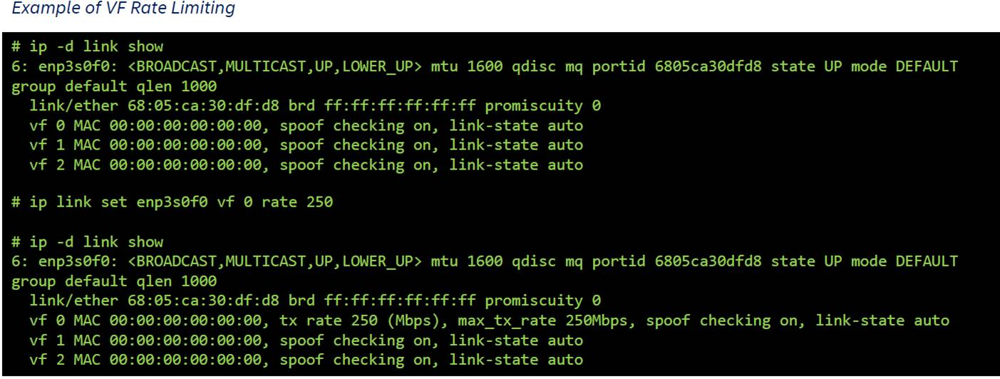 Example of VF Rate Limiting
# ip -d link show
6: enp3s0f0: <BROADCAST,MULTICAST,UP,LOWER_UP> mtu 1600 qdisc mq portid 6805ca30dfd8 state UP mode DEFAULT
group default qlen 1000
link/ether 68:05:ca:30:df:d8 brd ff:ff:ff:ff:ff:ff promiscuity 0
vf 0 MAC 00:00:00:00:00:00, spoof checking on, link-state auto
vf 1 MAC 00:00:00:00:00:00, spoof checking on, link-state auto
vf 2 MAC 00:00:00:00:00:00, spoof checking on, link-state auto
# ip link set enp3s0f0 vf 0 rate 250
# ip -d link show
6: enp3s0f0: <BROADCAST,MULTICAST,UP,LOWER_UP> mtu 1600 qdisc mq portid 6805ca30dfd8 state UP mode DEFAULT
group default qlen 1000
link/ether 68:05:ca:30:df:d8 brd ff:ff:ff:ff:ff:ff promiscuity 0
vf 0 MAC 00:00:00:00:00:00, tx rate 250 (Mbps), max_tx_rate 250Mbps, spoof checking on, link-state auto
vf 1 MAC 00:00:00:00:00:00, spoof checking on, link-state auto
vf 2 MAC 00:00:00:00:00:00, spoof checking on, link-state auto